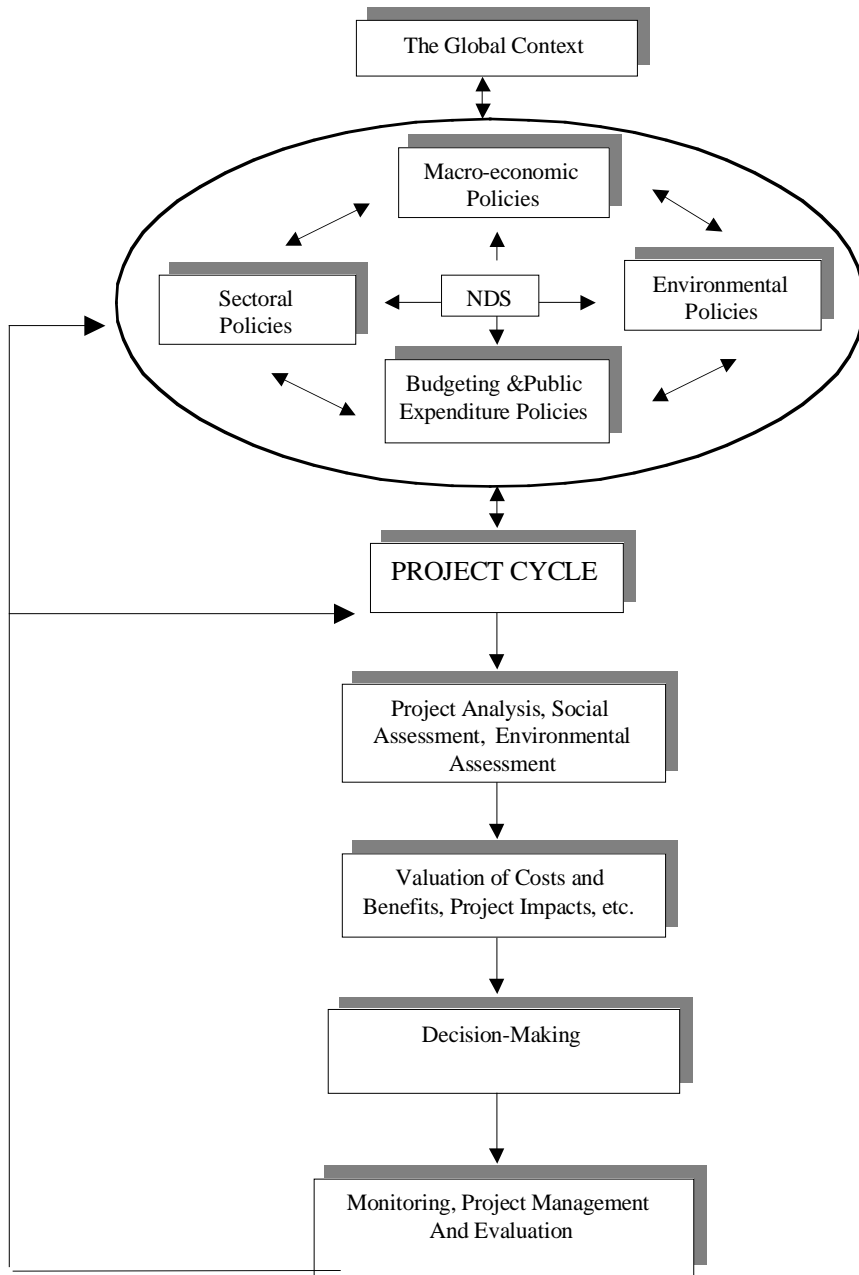 The Global Context
Macro-economic
Policies
Sectoral
Policies
NDS
Environmental
Policies
Budgeting &Public
Expenditure Policies
PROJECT CYCLE
Project Analysis, Social
Assessment, Environmental
Assessment
Valuation of Costs and
Benefits, Project Impacts, etc.
Decision-Making
Monitoring, Project Management
And Evaluation